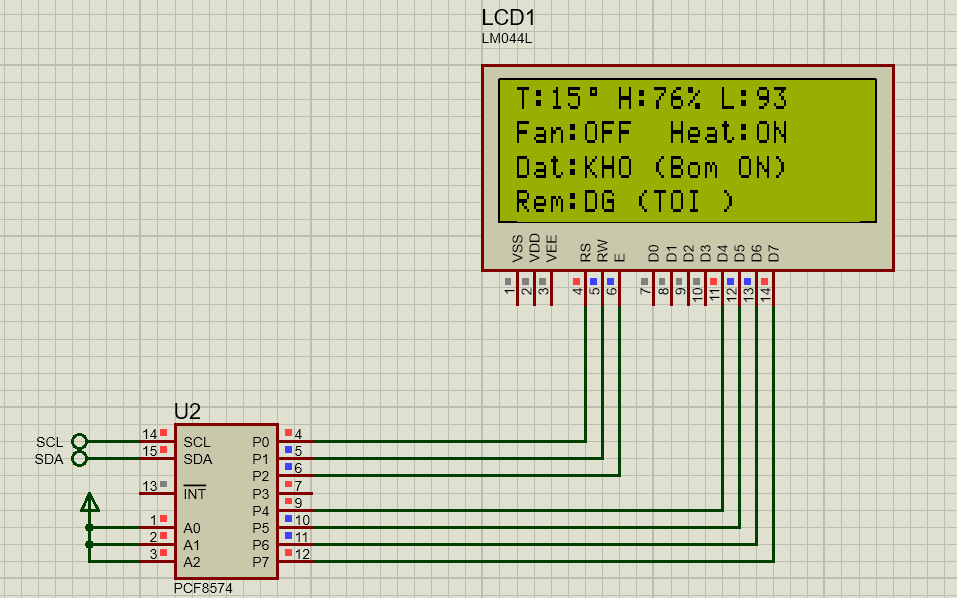 LCD1
LM044L
T:15° H:76% L:93
Fan:OFF Heat:ON
Dat:KHO (Bom ON)
Rem:DG (TOI )
VSS VDD VEE RS RW E D0 D1 D2 D3 D4 D5 D6 D7
1 2 3 4 5 6 7 8 9 10 11 12 13 14
U2
SCL 14 SCL P0 4
SDA 15 SDA P1 5
P2 6
13 INT P3 7
P4 9
1 A0 P5 10
2 A1 P6 11
3 A2 P7 12
PCF8574